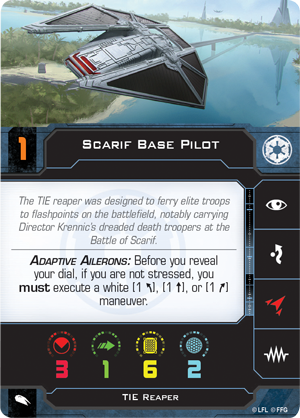 1 SCARIF BASE PILOT
The TIE reaper was designed to ferry elite troops
to flashpoints on the battlefield, notably carrying
Director Krennic's dreaded death troopers at the
Battle of Scarif.
ADAPTIVE AILERONS: Before you reveal
your dial, if you are not stressed, you
must execute a white [1 ↰], [1 ↑], or [1 ↱]
maneuver.
3 1 6 2
TIE REAPER
©LFL ©FFG